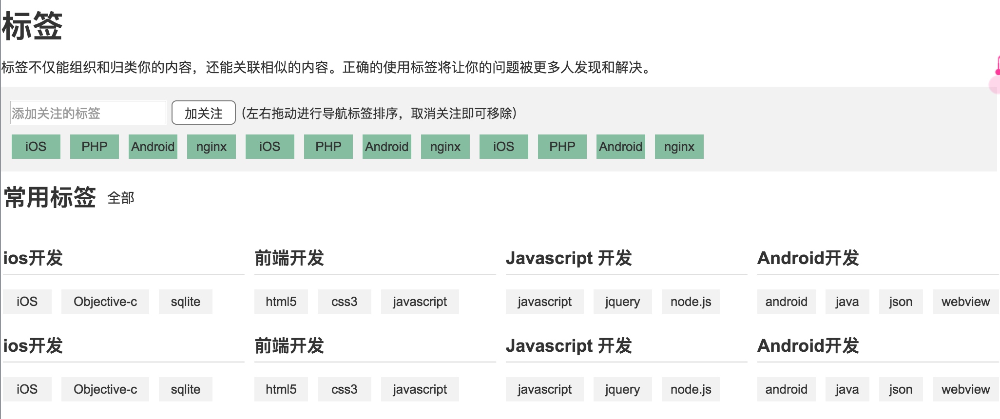 标签
标签不仅能组织和归类你的内容，还能关联相似的内容。正确的使用标签将让你的问题被更多人发现和解决。
添加关注的标签 加关注 (左右拖动进行导航标签排序，取消关注即可移除)
iOS PHP Android nginx iOS PHP Android nginx iOS PHP Android nginx
常用标签 全部
ios开发 前端开发 Javascript 开发 Android开发
iOS Objective-c sqlite html5 css3 javascript javascript jquery node.js android java json webview
ios开发 前端开发 Javascript 开发 Android开发
iOS Objective-c sqlite html5 css3 javascript javascript jquery node.js android java json webview